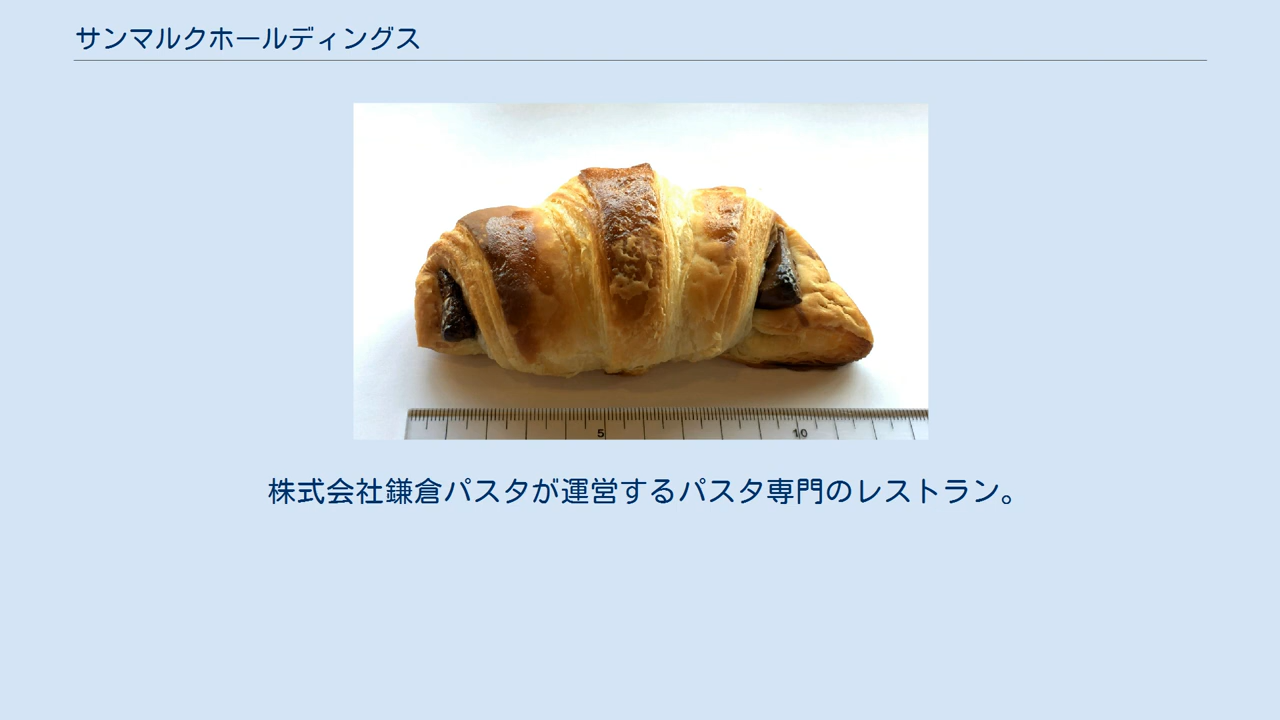 サンマルクホールディングス
5 10
株式会社鎌倉パスタが運営するパスタ専門のレストラン。